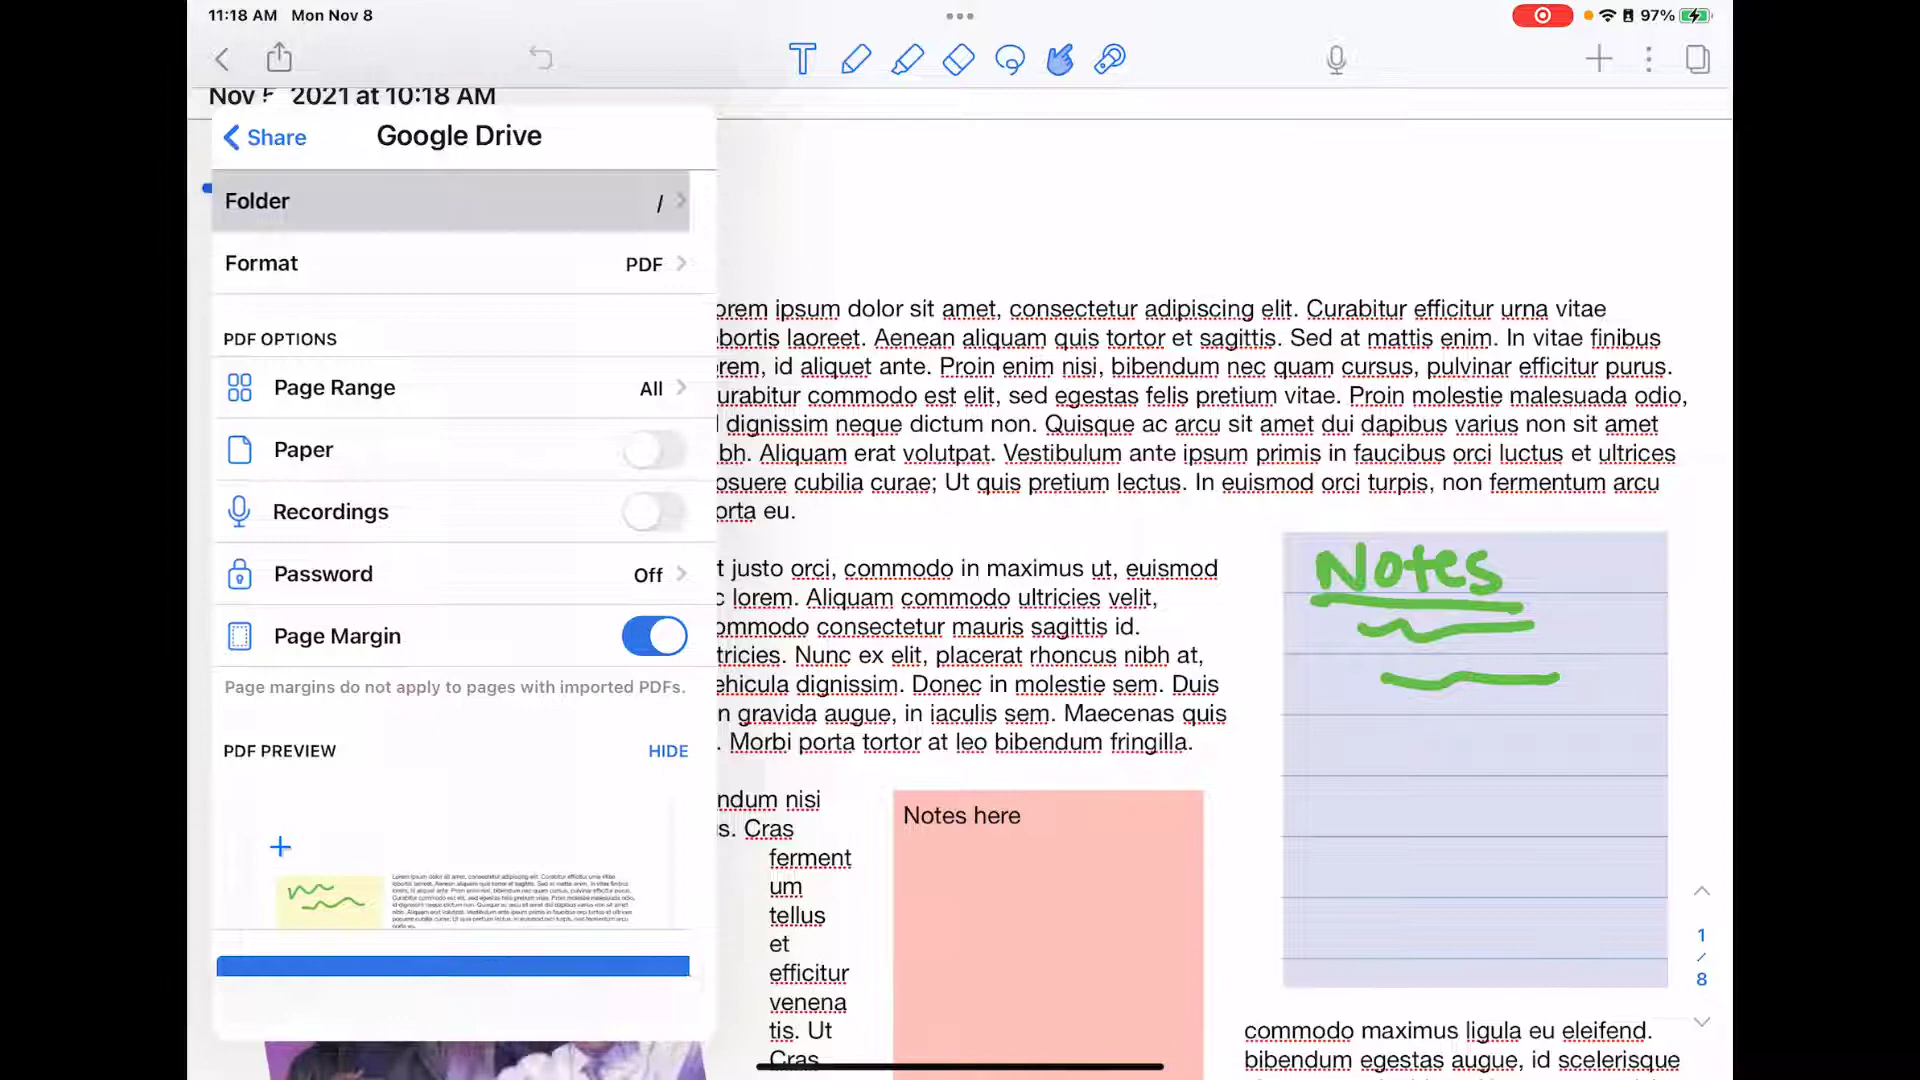 11:18 AM Mon Nov 8
97%
Nov 2021 at 10:18 AM
Share
Google Drive
Folder /
Format PDF
PDF OPTIONS
Page Range All
Paper
Recordings
Password Off
Page Margin
Page margins do not apply to pages with imported PDFs.
PDF PREVIEW HIDE
orem ipsum dolor sit amet, consectetur adipiscing elit. Curabitur efficitur urna vitae
obortis laoreet. Aenean aliquam quis tortor et sagittis. Sed at mattis enim. In vitae finibus
orem, id aliquet ante. Proin enim nisi, bibendum nec quam cursus, pulvinar efficitur purus.
urabitur commodo est elit, sed egestas felis pretium vitae. Proin molestie malesuada odio,
dignissim neque dictum non. Quisque ac arcu sit amet dui dapibus varius non sit amet
bh. Aliquam erat volutpat. Vestibulum ante ipsum primis in faucibus orci luctus et ultrices
osuere cubilia curae; Ut quis pretium lectus. In euismod orci turpis, non fermentum arcu
orta eu.
t justo orci, commodo in maximus ut, euismod
c lorem. Aliquam commodo ultricies velit,
ommodo consectetur mauris sagittis id.
tricies. Nunc ex elit, placerat rhoncus nibh at,
ehicula dignissim. Donec in molestie sem. Duis
n gravida augue, in iaculis sem. Maecenas quis
. Morbi porta tortor at leo bibendum fringilla.
Notes
ndum nisi
s. Cras
ferment
um
tellus
et
efficitur
venena
tis. Ut
Cras
Notes here
1
/
8
commodo maximus ligula eu eleifend.
bibendum egestas augue, id scelerisque